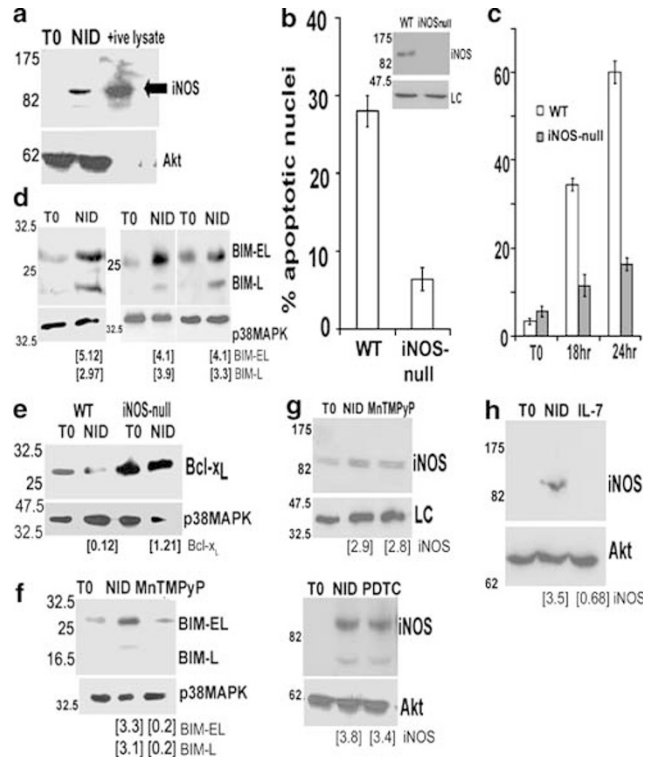 a
T0 NID +ive lysate
175
82
iNOS
62
Akt
b
% apoptotic nuclei
40
30
20
10
0
WT iNOS-null
WT iNOSnull
175
62
47.5
iNOS
LC
c
60
40
20
0
WT
iNOS-null
T0 18hr 24hr
d
T0 NID T0 NID T0 NID
32.5
25
25
BIM-EL
BIM-L
32.5
p38MAPK
[5.12] [4.1] [4.1] BIM-EL
[2.97] [3.9] [3.3] BIM-L
e
WT iNOS-null
T0 NID T0 NID
32.5
25
Bcl-xL
47.5
32.5
p38MAPK
[0.12] [1.21] Bcl-xL
f
T0 NID MnTMPyP
32.5
25
16.5
BIM-EL
BIM-L
32.5
p38MAPK
[3.3] [0.2] BIM-EL
[3.1] [0.2] BIM-L
g
T0 NID MnTMPyP
175
82
iNOS
47.5
32.5
LC
[2.9] [2.8] iNOS
T0 NID PDTC
82
iNOS
62
Akt
[3.8] [3.4] iNOS
h
T0 NID IL-7
175
82
iNOS
62
Akt
[3.5] [0.68] iNOS